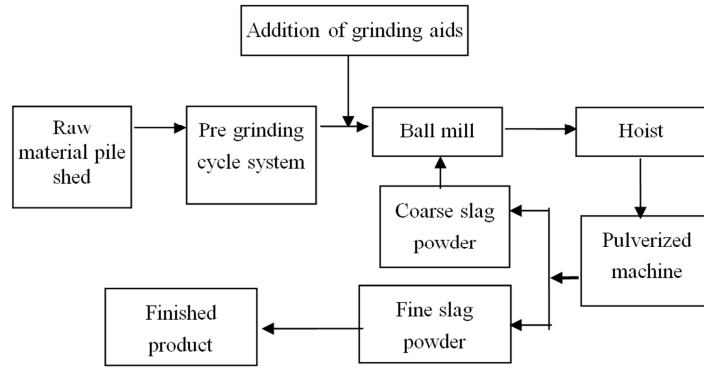 Addition of grinding aids
Raw
material pile
shed
Pre grinding
cycle system
Ball mill
Hoist
Coarse slag
powder
Pulverized
machine
Finished
product
Fine slag
powder